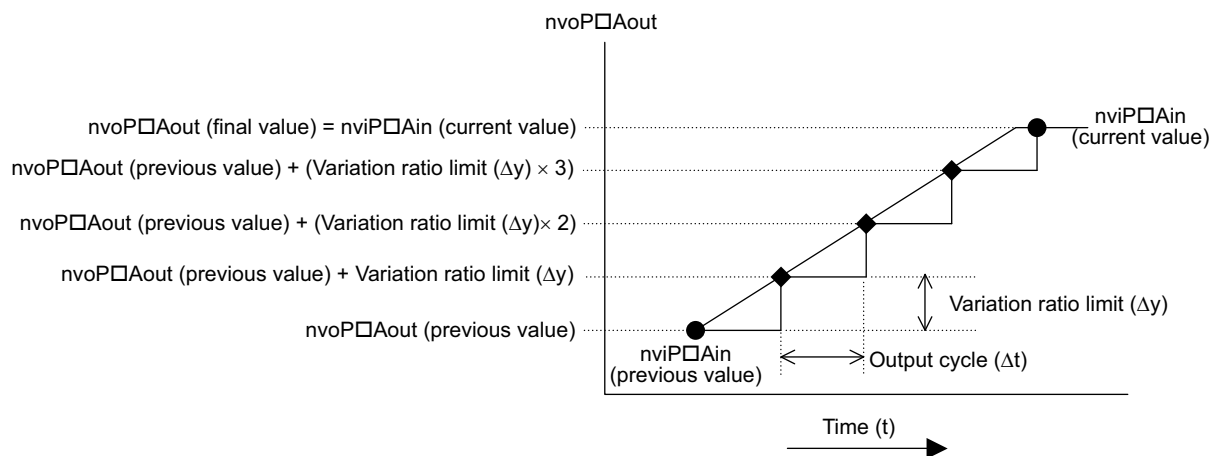 nvoP□Aout
nvoP□Aout (final value) = nviP□Ain (current value)
nviP□Ain
(current value)
nvoP□Aout (previous value) + (Variation ratio limit (Δy) × 3)
nvoP□Aout (previous value) + (Variation ratio limit (Δy)× 2)
nvoP□Aout (previous value) + Variation ratio limit (Δy)
Variation ratio limit (Δy)
nvoP□Aout (previous value)
nviP□Ain
(previous value)
Output cycle (Δt)
Time (t)